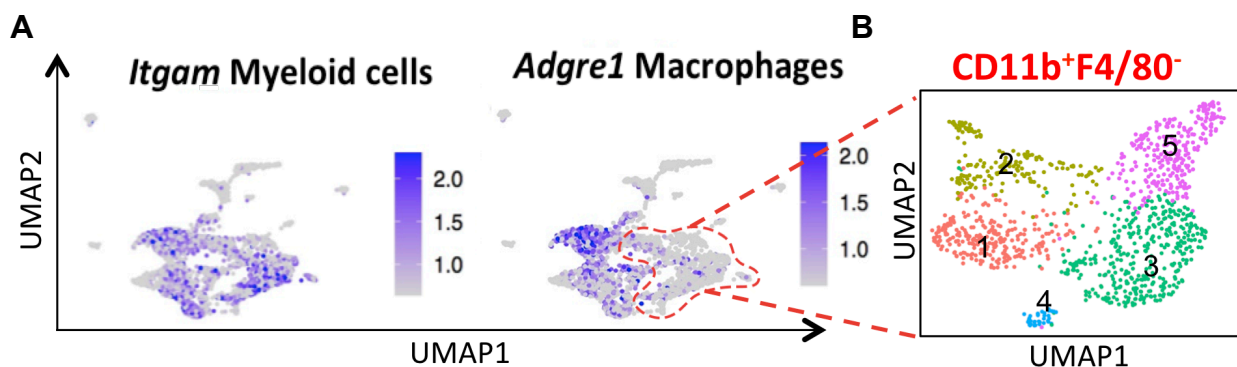 A
B
Itgam Myeloid cells
Adgre1 Macrophages
CD11b⁺F4/80⁻
2.0
1.5
1.0
2.0
1.5
1.0
UMAP2
UMAP1
UMAP2
1
2
3
4
5
UMAP1